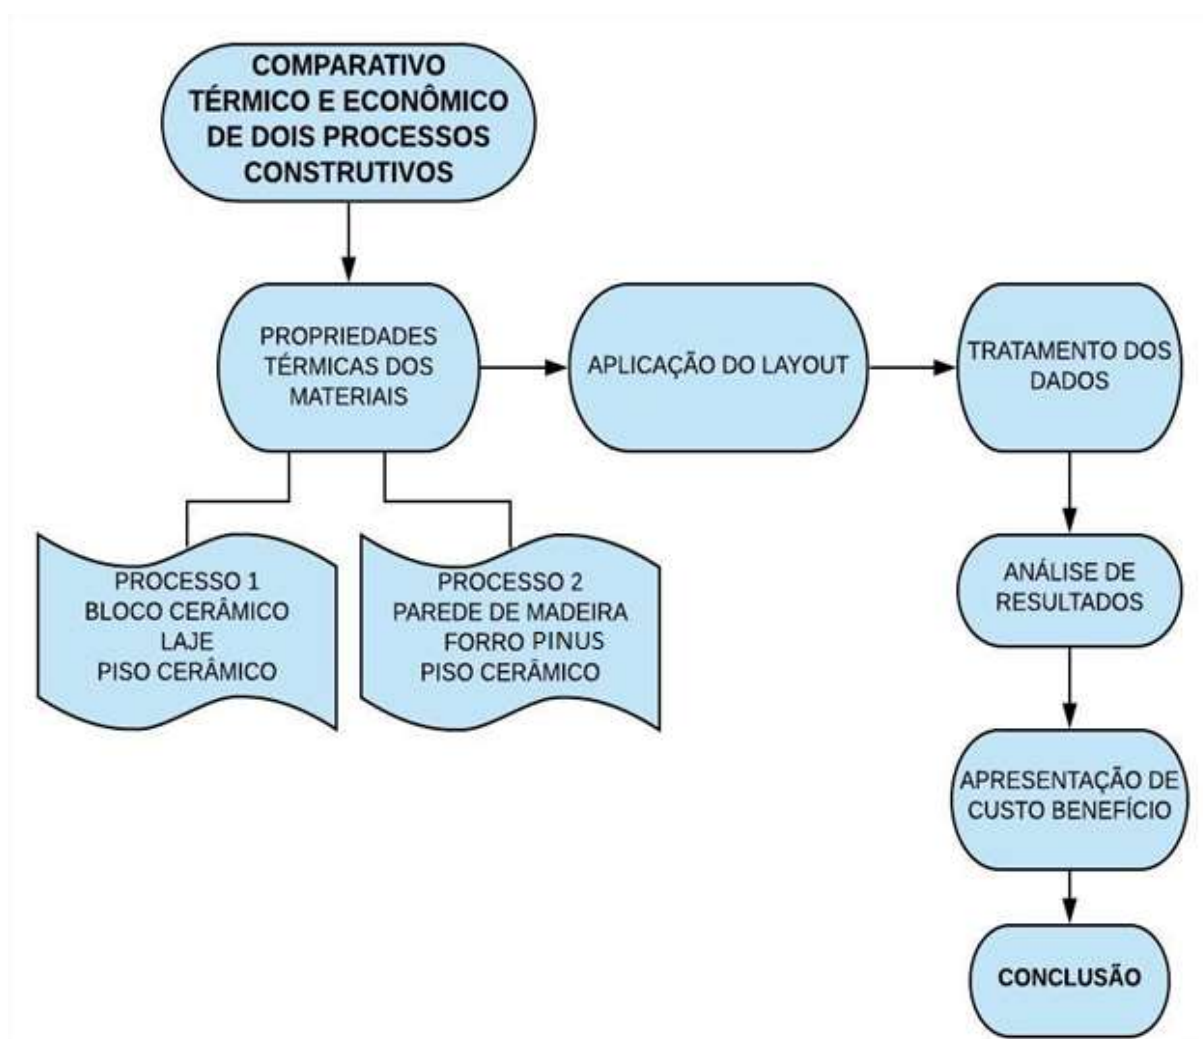 COMPARATIVO
TÉRMICO E ECONÔMICO
DE DOIS PROCESSOS
CONSTRUTIVOS
PROPRIEDADES
TÉRMICAS DOS
MATERIAIS
APLICAÇÃO DO LAYOUT
TRATAMENTO DOS
DADOS
PROCESSO 1
BLOCO CERÂMICO
LAJE
PISO CERÂMICO
PROCESSO 2
PAREDE DE MADEIRA
FORRO PINUS
PISO CERÂMICO
ANÁLISE DE
RESULTADOS
APRESENTAÇÃO DE
CUSTO BENEFÍCIO
CONCLUSÃO